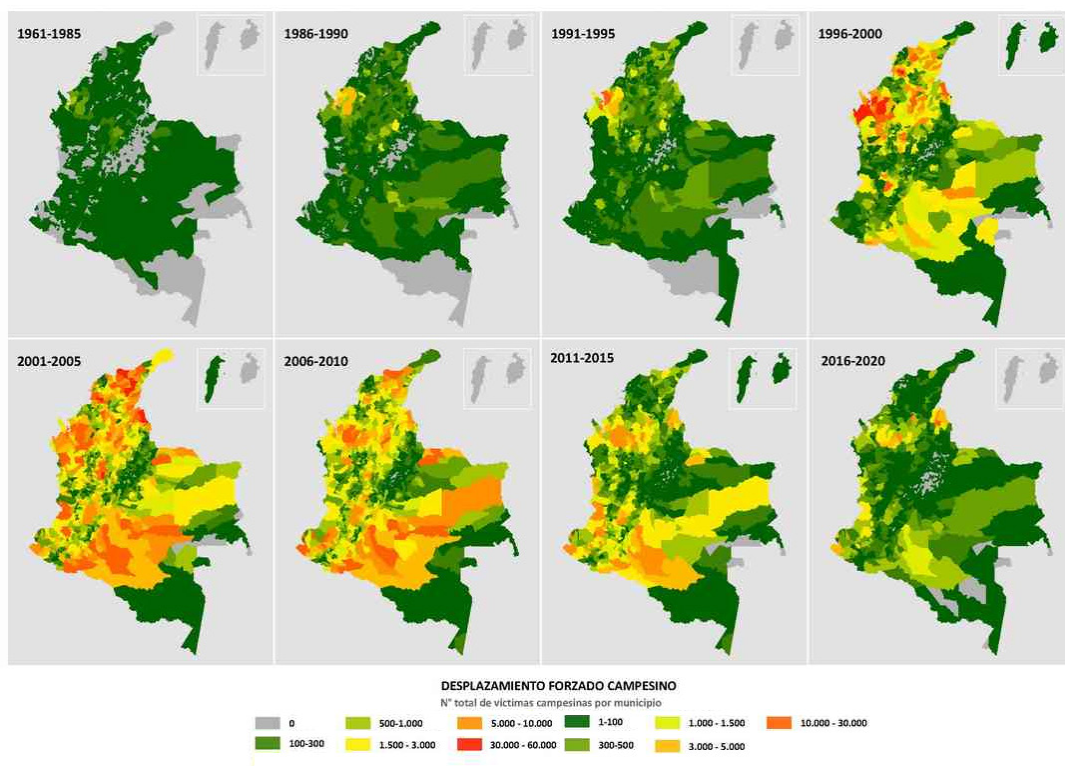 1961-1985
1986-1990
1991-1995
1996-2000
2001-2005
2006-2010
2011-2015
2016-2020
DESPLAZAMIENTO FORZADO CAMPESINO
N° total de víctimas campesinas por municipio
0
500-1.000
5.000 - 10.000
1-100
1.000 - 1.500
10.000 - 30.000
100-300
1.500 - 3.000
30.000 - 60.000
300-500
3.000 - 5.000